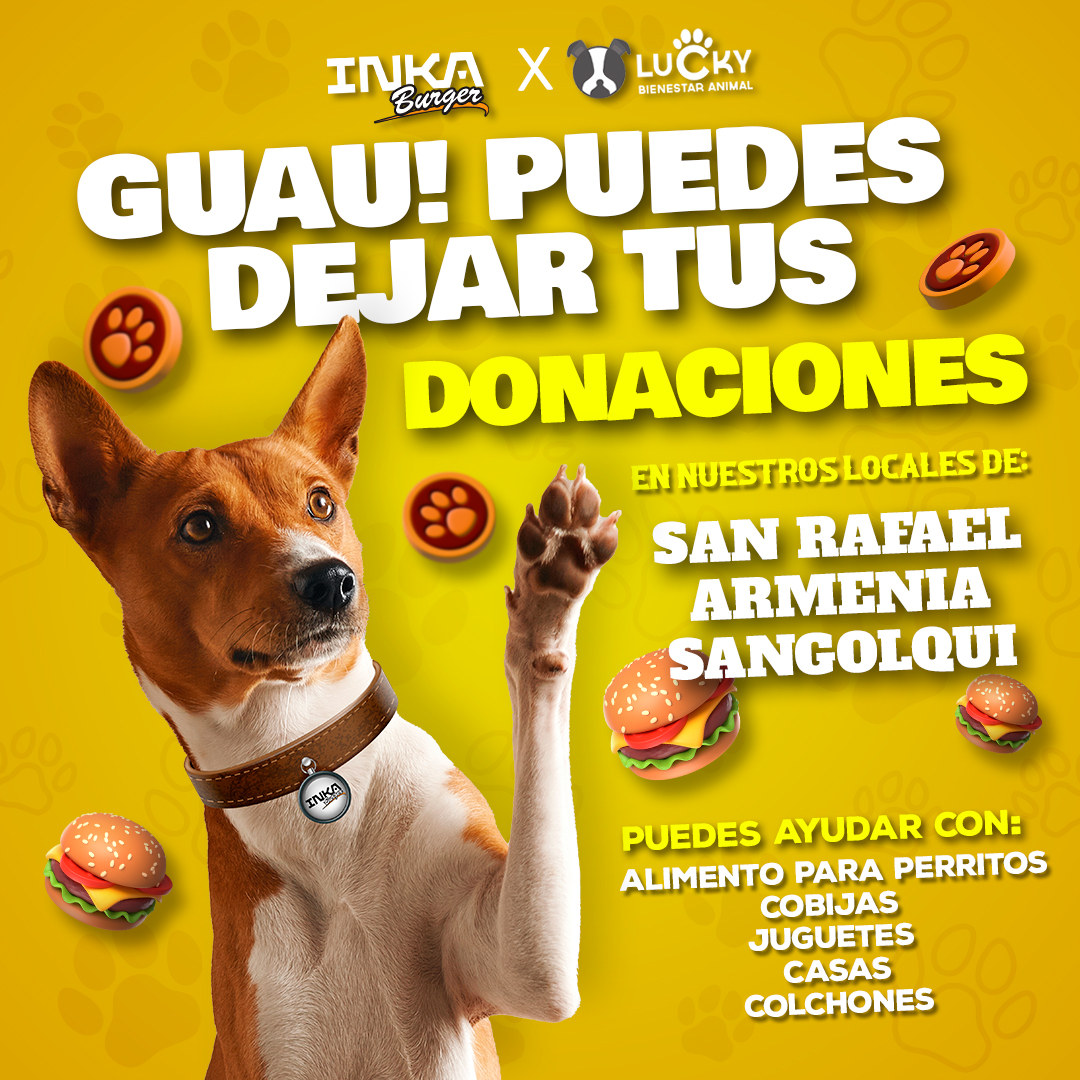 INKA Burger X LUCKY
BIENESTAR ANIMAL
GUAU! PUEDES
DEJAR TUS
DONACIONES
EN NUESTROS LOCALES DE:
SAN RAFAEL
ARMENIA
SANGOLQUI
INKA
Burger
PUEDES AYUDAR CON:
ALIMENTO PARA PERRITOS
COBIJAS
JUGUETES
CASAS
COLCHONES